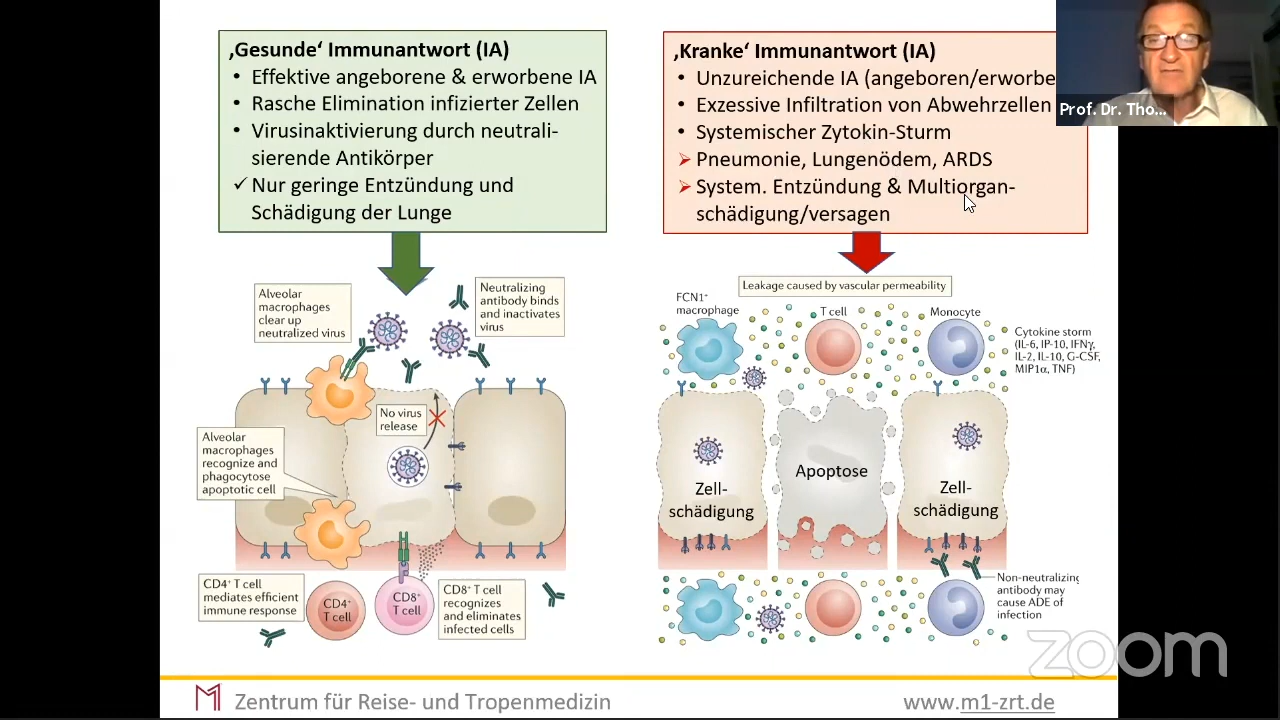 ‚Gesunde‘ Immunantwort (IA)
• Effektive angeborene & erworbene IA
• Rasche Elimination infizierter Zellen
• Virusinaktivierung durch neutrali-
sierende Antikörper
✓ Nur geringe Entzündung und
Schädigung der Lunge
‚Kranke‘ Immunantwort (IA)
• Unzureichende IA (angeboren/erworbe
• Exzessive Infiltration von Abwehrzellen
• Systemischer Zytokin-Sturm
➢ Pneumonie, Lungenödem, ARDS
➢ System. Entzündung & Multiorgan-
schädigung/versagen
Prof. Dr. Tho...
Alveolar
macrophages
clear up
neutralized virus
Neutralizing
antibody binds
and inactivates
virus
No virus
release
Alveolar
macrophages
recognize and
phagocytose
apoptotic cell
CD4⁺ T cell
mediates efficient
immune response
CD4⁺
T cell
CD8⁺
T cell
CD8⁺ T cell
recognizes
and eliminates
infected cells
Leakage caused by vascular permeability
FCN1⁺
macrophage
T cell
Monocyte
Cytokine storm
(IL-6, IP-10, IFNγ,
IL-2, IL-10, G-CSF,
MIP1α, TNF)
Zell-
schädigung
Apoptose
Zell-
schädigung
Non-neutralizing
antibody may
cause ADE of
infection
zoom
Zentrum für Reise- und Tropenmedizin
www.m1-zrt.de